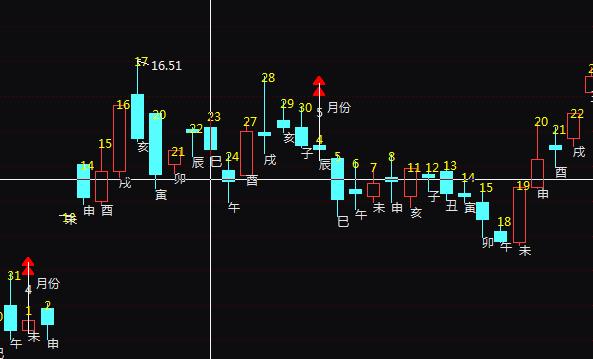 17
16.51
16
20
15
14
21
22
23
24
27
28
29
30
5
月份
4
亥
戌
寅
卯
辰
巳
午
酉
戌
亥
子
辰
申
酉
5
6
7
8
11
12
13
14
15
18
19
20
21
22
巳
午
未
申
亥
子
丑
寅
卯
午
未
申
酉
戌
31
4
月份
1
2
午
未
申